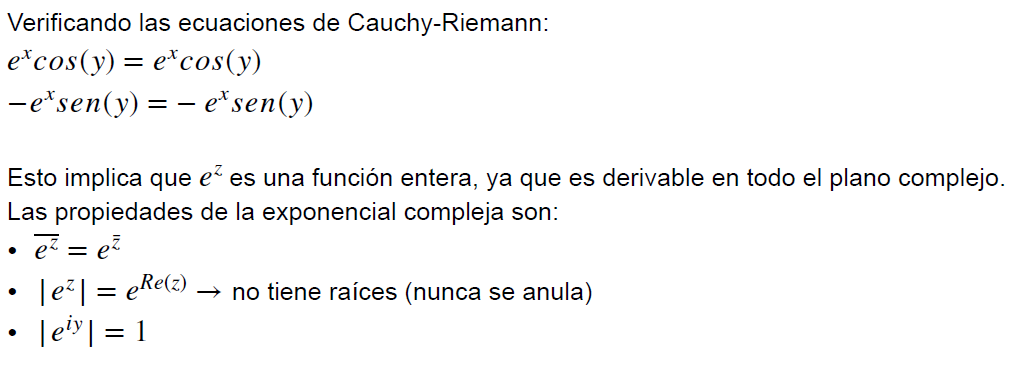 Verificando las ecuaciones de Cauchy-Riemann:
$e^x cos(y) = e^x cos(y)$
$-e^x sen(y) = - e^x sen(y)$
Esto implica que $e^z$ es una función entera, ya que es derivable en todo el plano complejo.
Las propiedades de la exponencial compleja son:
• $\overline{e^z} = e^{\bar{z}}$
• $|e^z| = e^{Re(z)}$ → no tiene raíces (nunca se anula)
• $|e^{iy}| = 1$